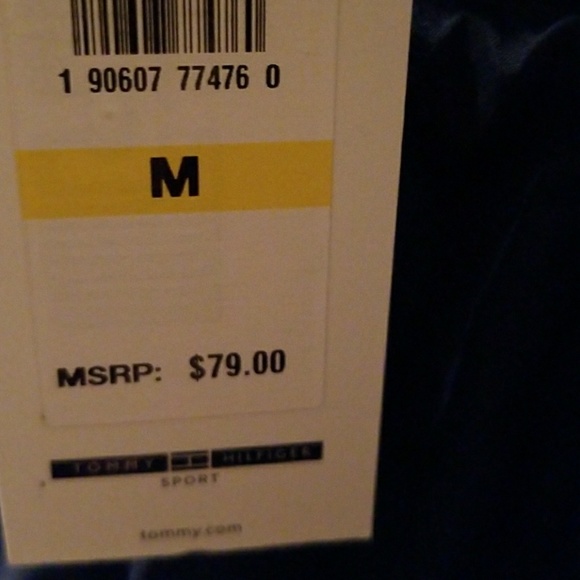 1 90607 77476 0
M
MSRP: $79.00
TOMMY HILFIGER
SPORT
tommy.com